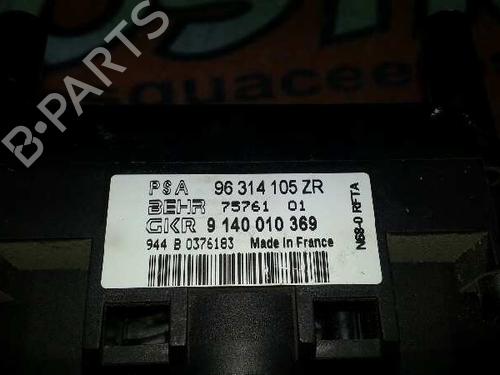 B-PARTS
PSA 96 314 105 ZR
BEHR 75761 01
GKR 9 140 010 369
944 B 0376183 Made in France
N68-0 RFTA